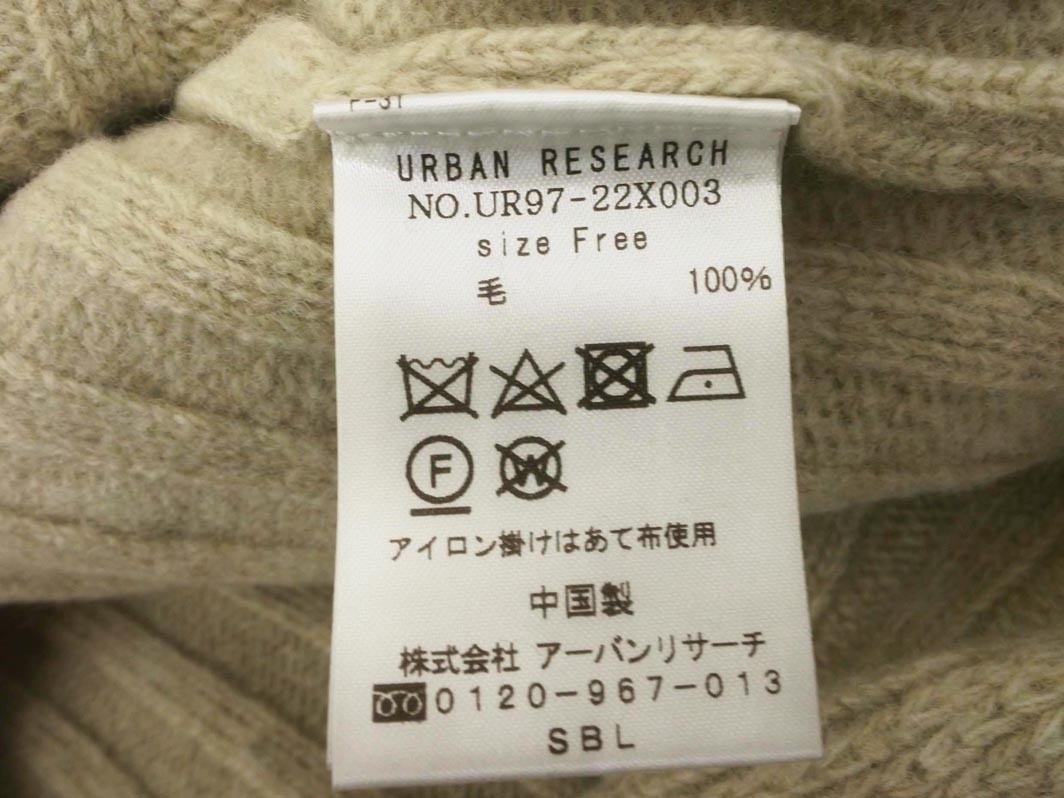 URBAN RESEARCH
NO.UR97-22X003
size Free
毛 100%
F W
アイロン掛けはあて布使用
中国製
株式会社 アーバンリサーチ
0120-967-013
SBL